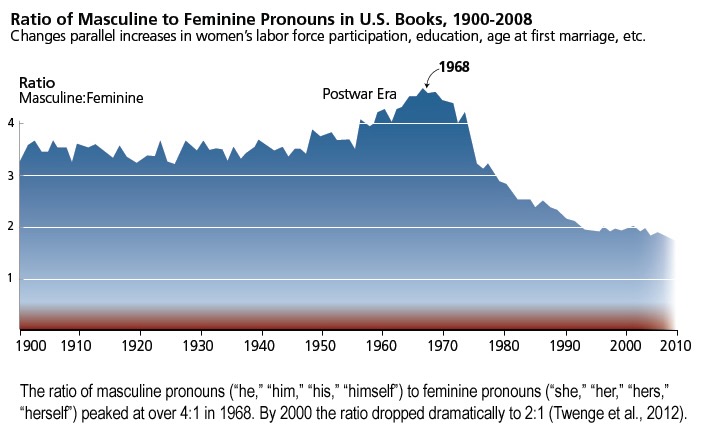 Ratio of Masculine to Feminine Pronouns in U.S. Books, 1900-2008
Changes parallel increases in women's labor force participation, education, age at first marriage, etc.
1968
Ratio
Masculine:Feminine
Postwar Era
4
3
2
1
1900 1910 1920 1930 1940 1950 1960 1970 1980 1990 2000 2010
The ratio of masculine pronouns (“he,” “him,” “his,” “himself”) to feminine pronouns (“she,” “her,” “hers,”
“herself”) peaked at over 4:1 in 1968. By 2000 the ratio dropped dramatically to 2:1 (Twenge et al., 2012).